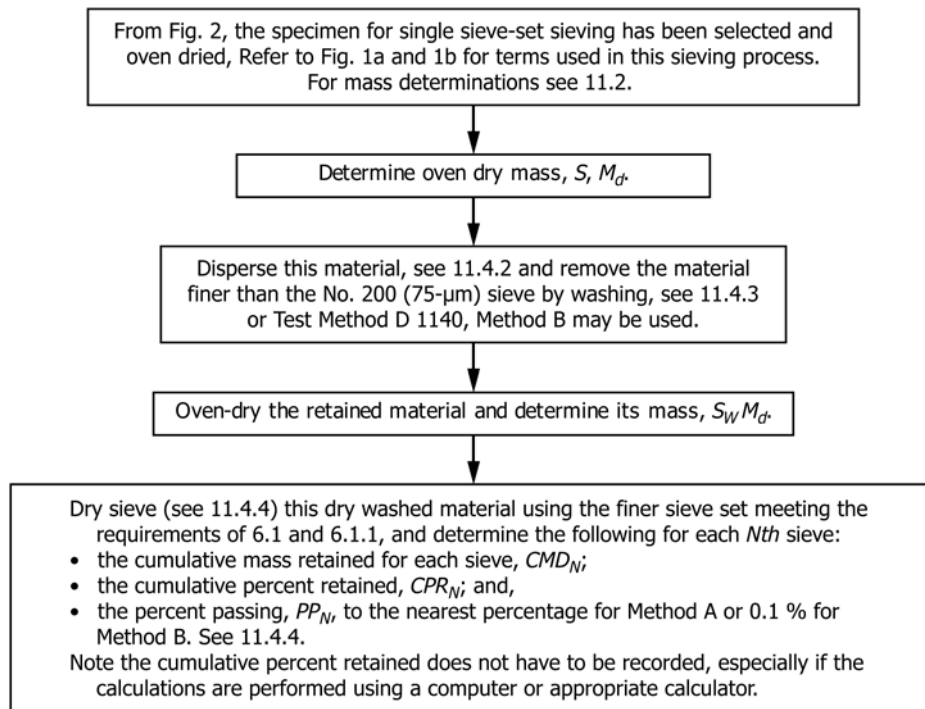 From Fig. 2, the specimen for single sieve-set sieving has been selected and
oven dried, Refer to Fig. 1a and 1b for terms used in this sieving process.
For mass determinations see 11.2.
Determine oven dry mass, S, Md.
Disperse this material, see 11.4.2 and remove the material
finer than the No. 200 (75-μm) sieve by washing, see 11.4.3
or Test Method D 1140, Method B may be used.
Oven-dry the retained material and determine its mass, SWMd.
Dry sieve (see 11.4.4) this dry washed material using the finer sieve set meeting the
requirements of 6.1 and 6.1.1, and determine the following for each Nth sieve:
• the cumulative mass retained for each sieve, CMDN;
• the cumulative percent retained, CPRN; and,
• the percent passing, PPN, to the nearest percentage for Method A or 0.1 % for
Method B. See 11.4.4.
Note the cumulative percent retained does not have to be recorded, especially if the
calculations are performed using a computer or appropriate calculator.